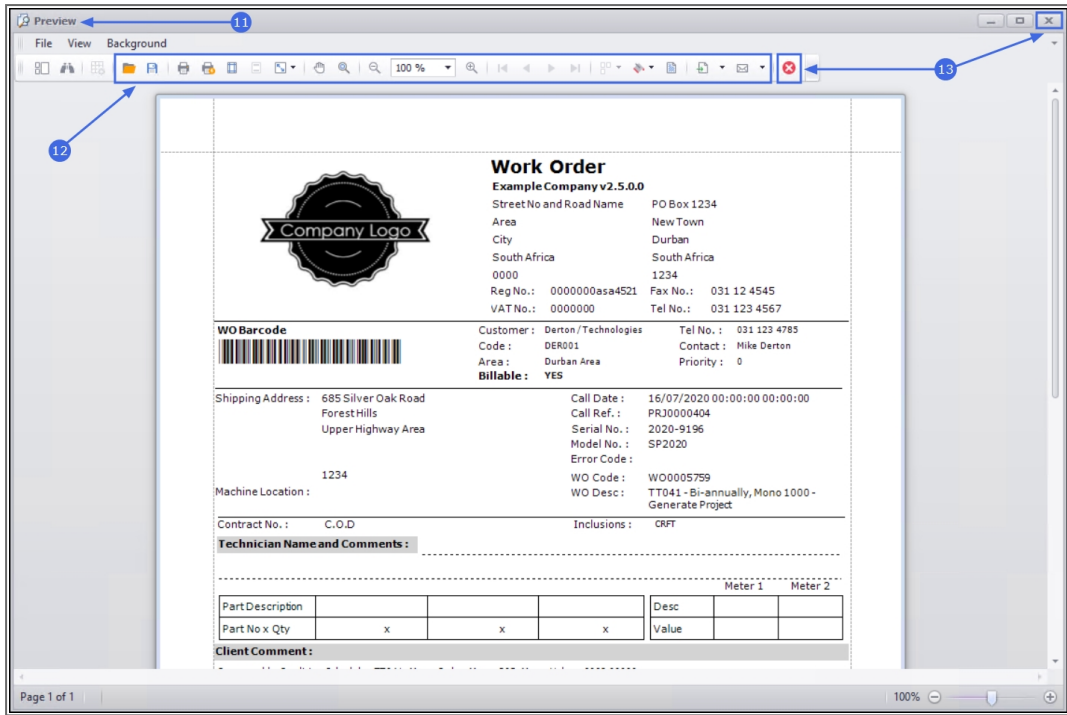 Preview
11
File View Background
100 %
13
12
Work Order
Example Company v2.5.0.0
Street No and Road Name PO Box 1234
Area New Town
City Durban
South Africa South Africa
0000 1234
Reg No.: 0000000asa4521 Fax No.: 031 12 4545
VAT No.: 0000000 Tel No.: 031 123 4567
Company Logo
WO Barcode
Customer: Derton / Technologies Tel No. : 031 123 4785
Code : DER001 Contact : Mike Derton
Area : Durban Area Priority : 0
Billable : YES
Shipping Address : 685 Silver Oak Road Call Date : 16/07/2020 00:00:00 00:00:00
Forest Hills Call Ref. : PRJ0000404
Upper Highway Area Serial No. : 2020-9196
Model No. : SP2020
Error Code :
1234 WO Code : WO0005759
Machine Location : WO Desc : TT041 - Bi-annually, Mono 1000 -
Generate Project
Contract No. : C.O.D Inclusions : CRFT
Technician Name and Comments :
Meter 1 Meter 2
Part Description Desc
Part No x Qty x x x Value
Client Comment :
Page 1 of 1 100%